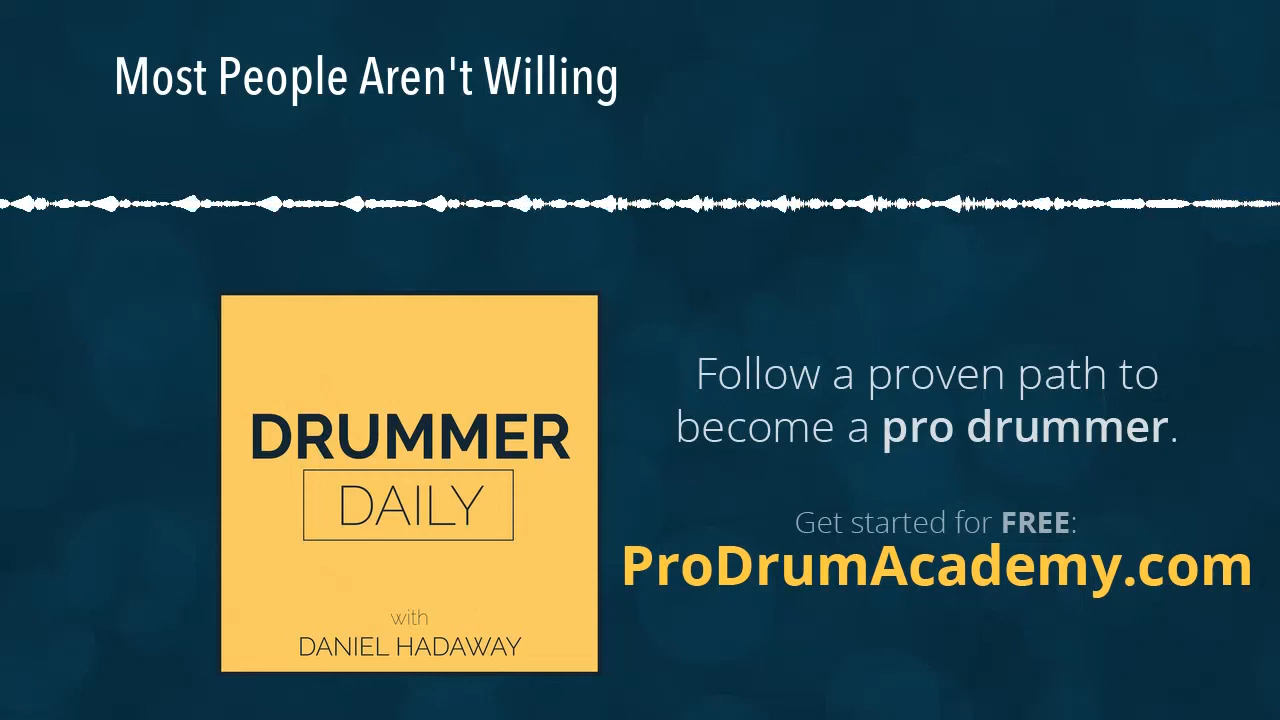 Most People Aren't Willing
DRUMMER
DAILY
with
DANIEL HADAWAY
Follow a proven path to
become a pro drummer.
Get started for FREE:
ProDrumAcademy.com